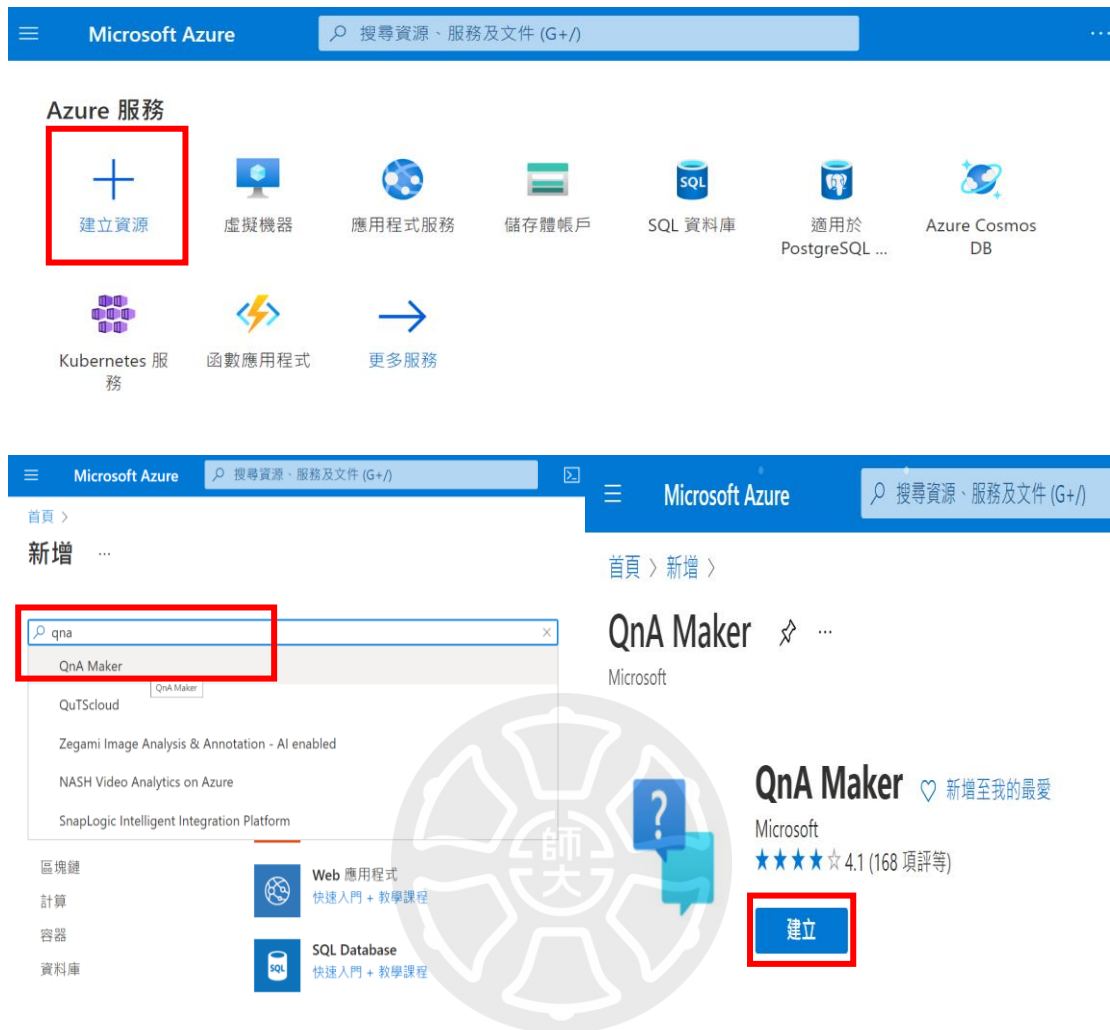 Microsoft Azure
搜尋資源、服務及文件 (G+/)
...
Azure 服務
建立資源
虛擬機器
應用程式服務
儲存體帳戶
SQL
SQL 資料庫
適用於
PostgreSQL ...
Azure Cosmos
DB
Kubernetes 服
務
函數應用程式
更多服務
Microsoft Azure
搜尋資源、服務及文件 (G+/)
首頁 >
新增 ...
qna
QnA Maker
QnA Maker
QuTScloud
Zegami Image Analysis & Annotation - AI enabled
NASH Video Analytics on Azure
SnapLogic Intelligent Integration Platform
區塊鏈
計算
容器
資料庫
Web 應用程式
快速入門 + 教學課程
SQL
SQL Database
快速入門 + 教學課程
Microsoft Azure
搜尋資源、服務及文件 (G+/)
首頁 > 新增 >
QnA Maker ...
Microsoft
?
QnA Maker ♡ 新增至我的最愛
Microsoft
★★★★☆ 4.1 (168 項評等)
建立
師大